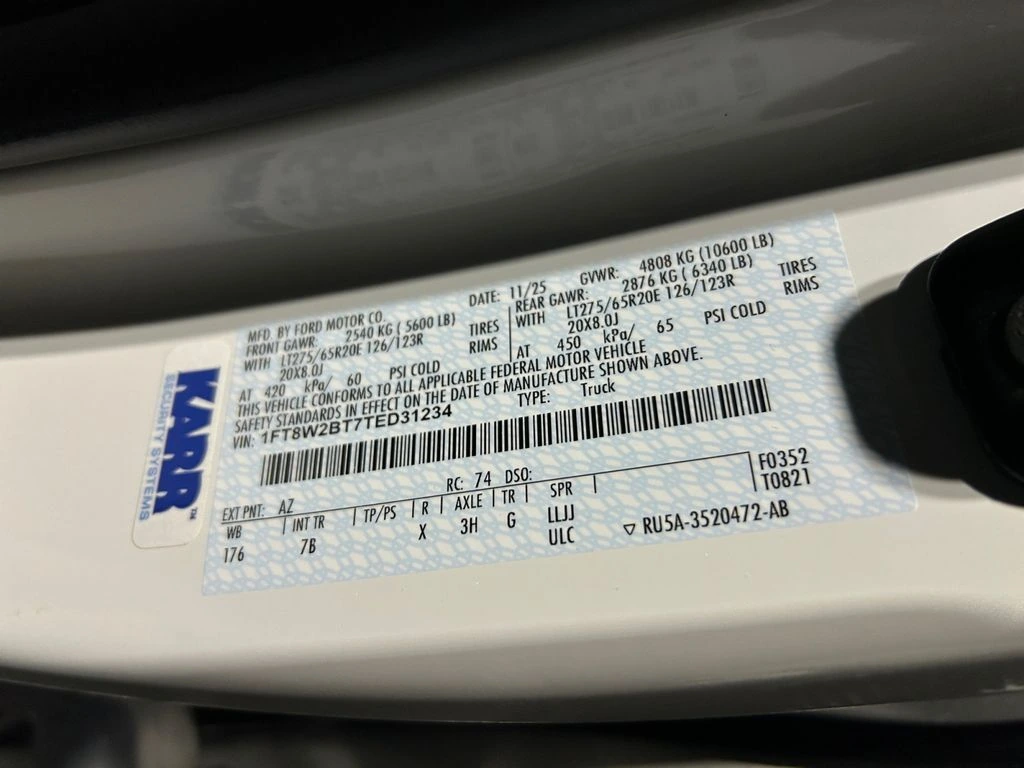 MFD. BY FORD MOTOR CO.
DATE: 11/25 GVWR: 4808 KG (10600 LB)
FRONT GAWR: 2540 KG ( 5600 LB)
REAR GAWR: 2876 KG ( 6340 LB)
WITH LT275/65R20E 126/123R TIRES
WITH LT275/65R20E 126/123R TIRES
20X8.0J RIMS
20X8.0J RIMS
AT 420 kPa/ 60 PSI COLD
AT 450 kPa/ 65 PSI COLD
THIS VEHICLE CONFORMS TO ALL APPLICABLE FEDERAL MOTOR VEHICLE
SAFETY STANDARDS IN EFFECT ON THE DATE OF MANUFACTURE SHOWN ABOVE.
VIN: 1FT8W2BT7TED31234
TYPE: Truck
EXT PNT: AZ RC: 74 DSO: F0352
T0821
WB INT TR TP/PS R AXLE TR SPR
176 7B X 3H G LLJJ
ULC ▽ RU5A-3520472-AB
KARR™
SECURITY SYSTEMS